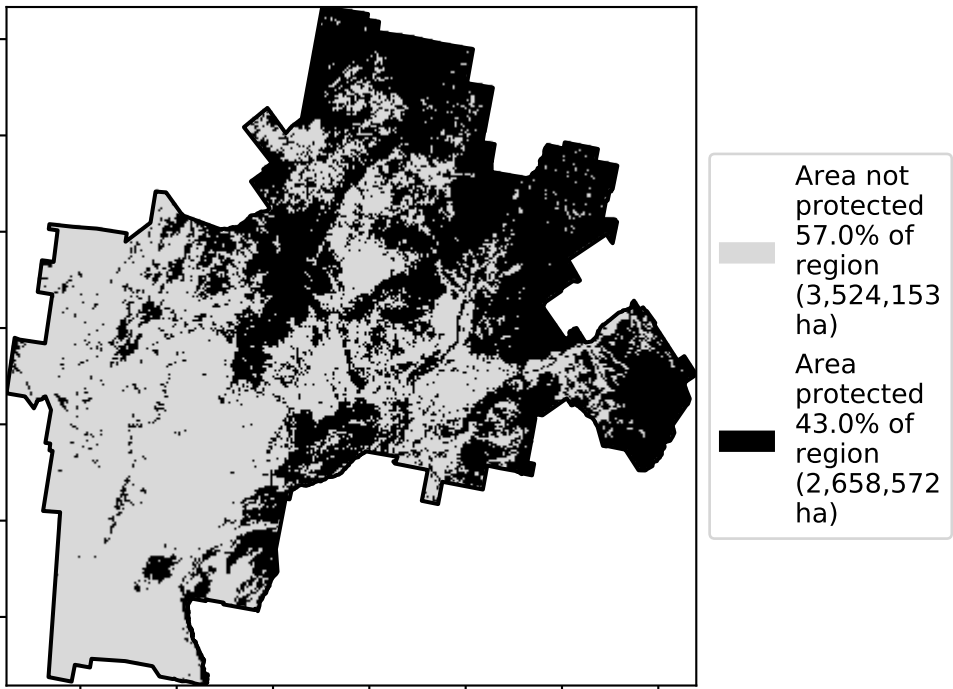 Area not
protected
57.0% of
region
(3,524,153
ha)
Area
protected
43.0% of
region
(2,658,572
ha)